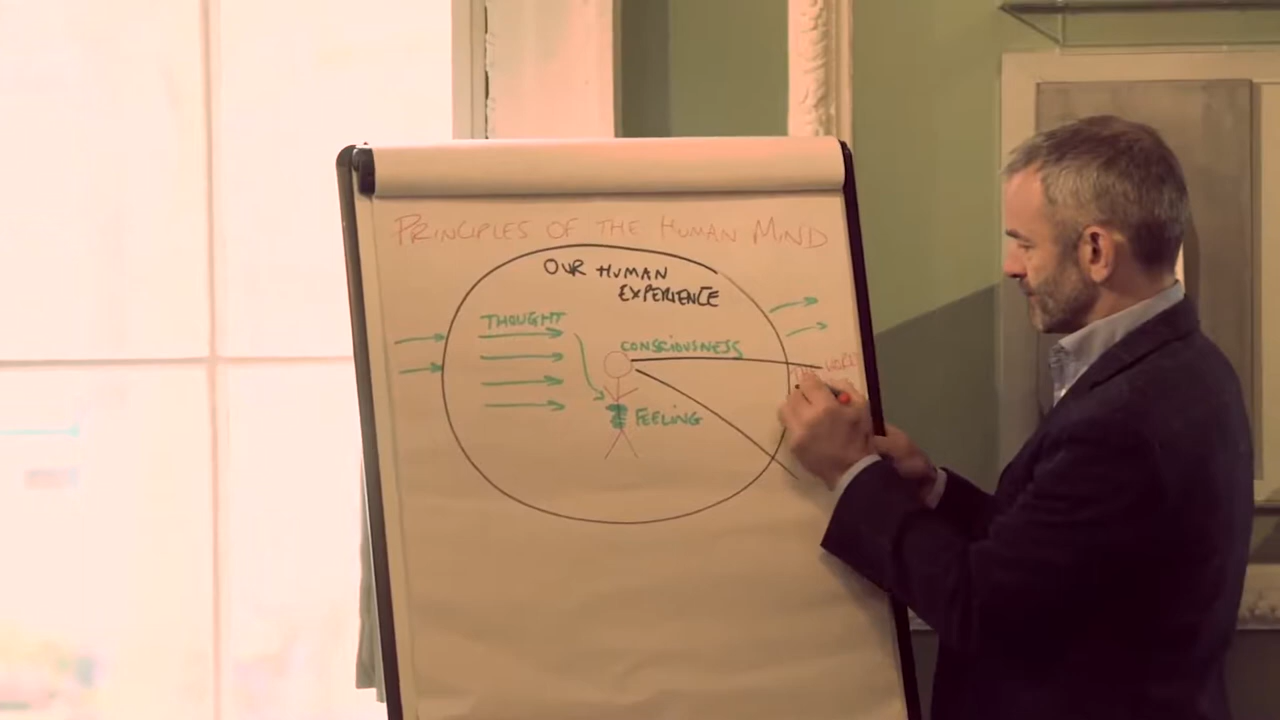 PRINCIPLES OF THE HUMAN MIND
OUR HUMAN
EXPERIENCE
THOUGHT
CONSCIOUSNESS
FEELING